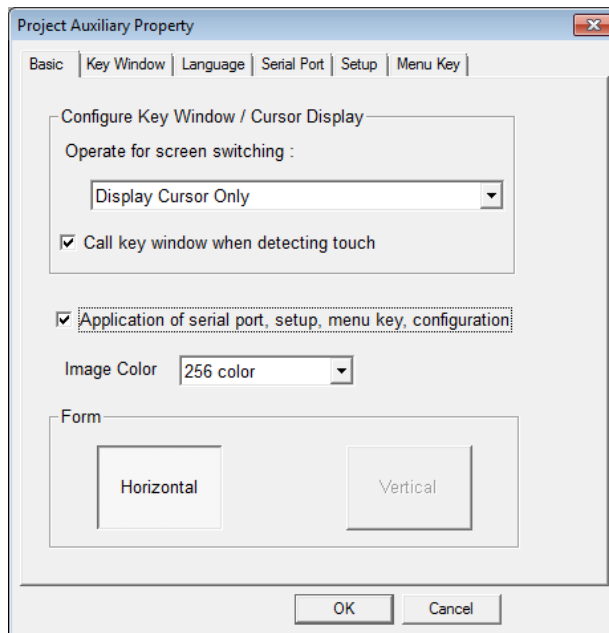 Project Auxiliary Property
Basic Key Window Language Serial Port Setup Menu Key
Configure Key Window / Cursor Display
Operate for screen switching :
Display Cursor Only
Call key window when detecting touch
Application of serial port, setup, menu key, configuration
Image Color 256 color
Form
Horizontal Vertical
OK Cancel